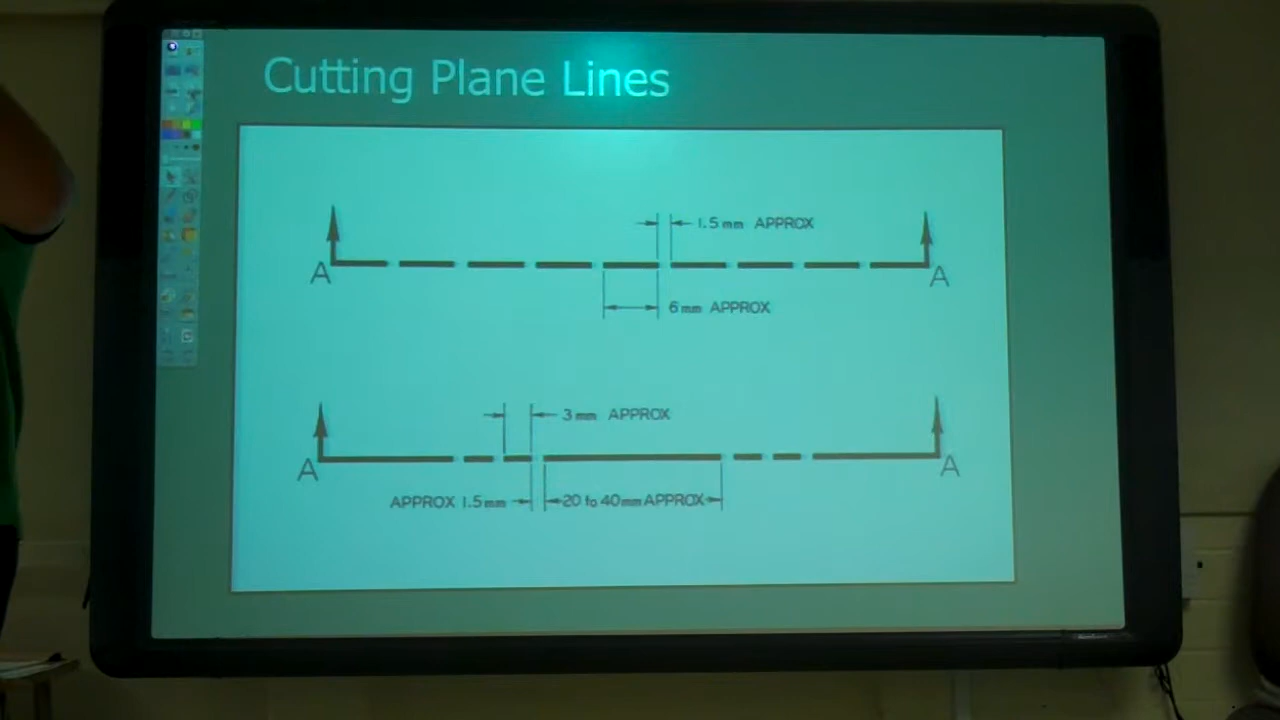 Cutting Plane Lines
1.5 mm APPROX
A
A
6 mm APPROX
3 mm APPROX
A
A
APPROX 1.5 mm
20 to 40 mm APPROX